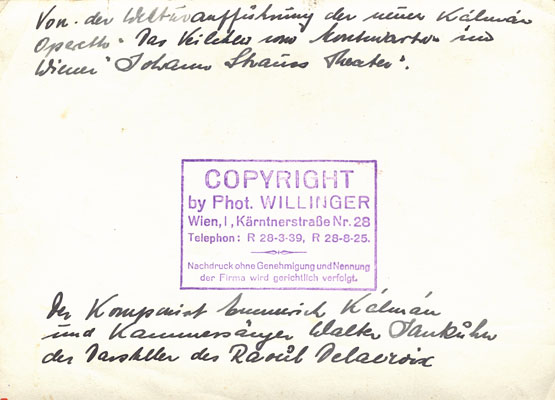 Von der Welturaufführung der neuen Kálmán
Operette "Das Veilchen vom Montmartre" im
Wiener "Johann Strauss Theater".
COPYRIGHT
by Phot. WILLINGER
Wien, I, Kärntnerstraße Nr. 28
Telephon: R 28-3-39, R 28-8-25.
Nachdruck ohne Genehmigung und Nennung
der Firma wird gerichtlich verfolgt.
Der Komponist Emmerich Kálmán
und Kammersänger Walter Jankuhn
der Darsteller des Raoul Delacroix